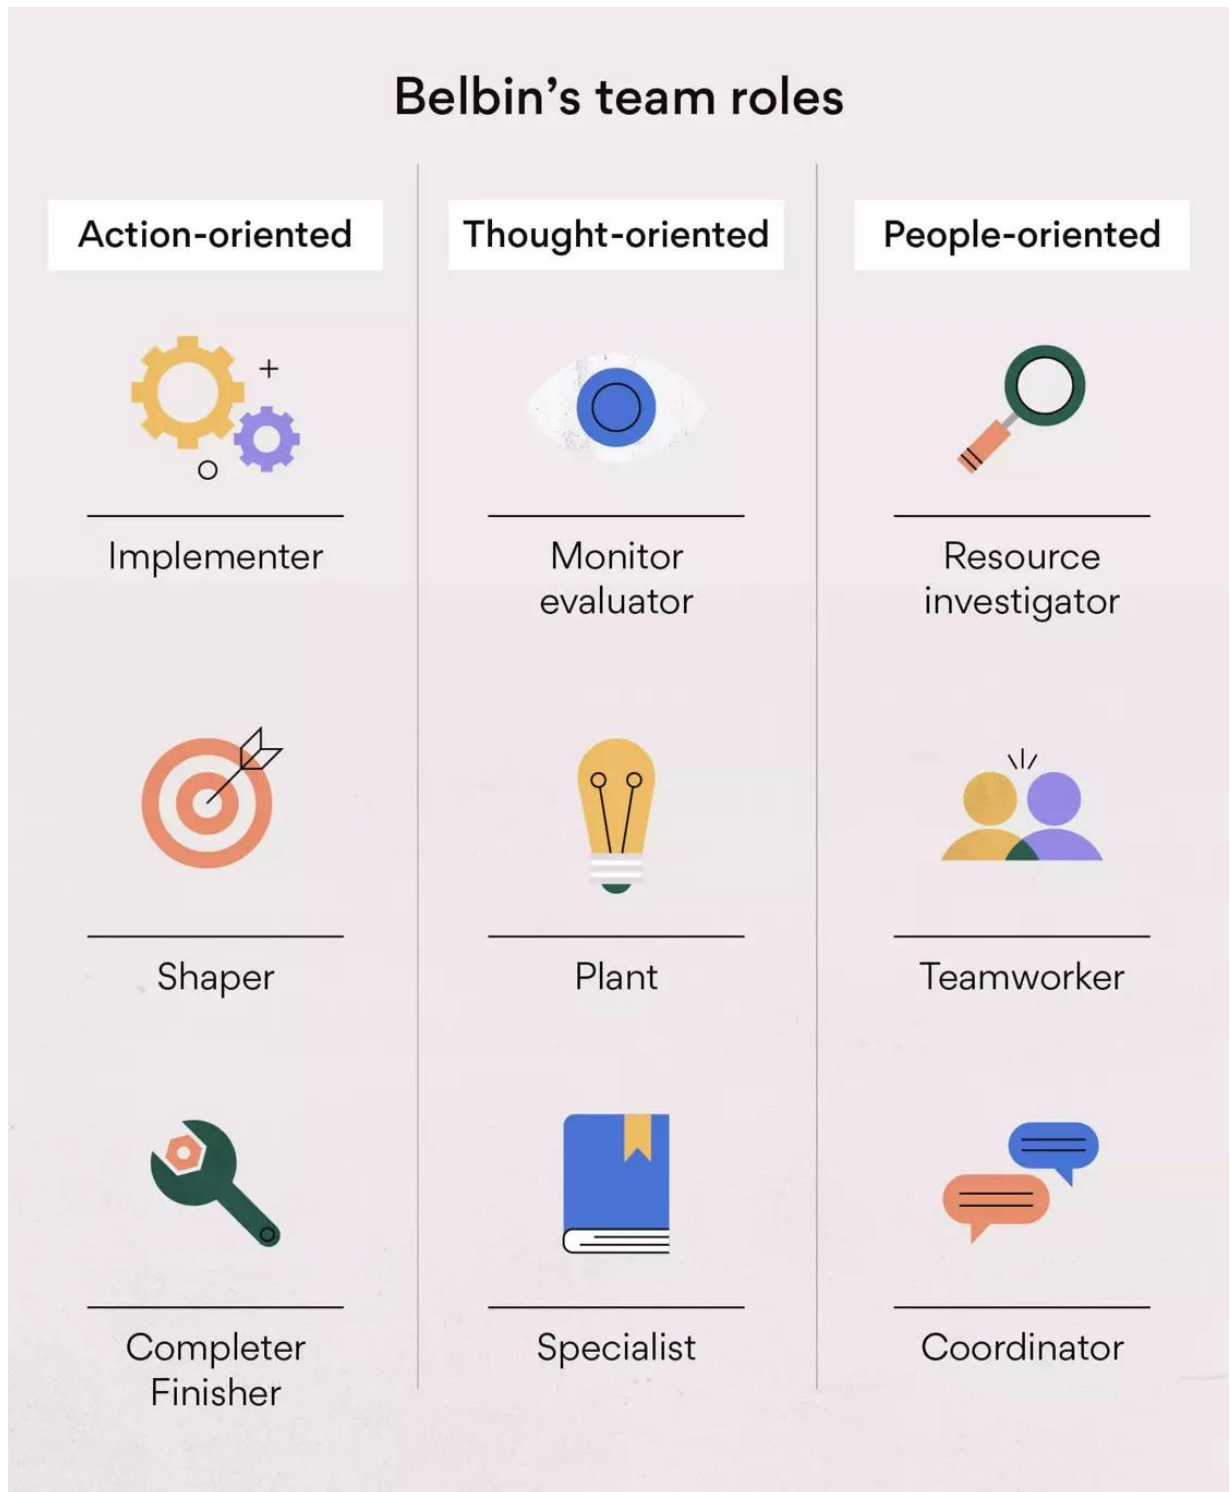 Belbin’s team roles
Action-oriented
Thought-oriented
People-oriented
Implementer
Monitor
evaluator
Resource
investigator
Shaper
Plant
Teamworker
Completer
Finisher
Specialist
Coordinator